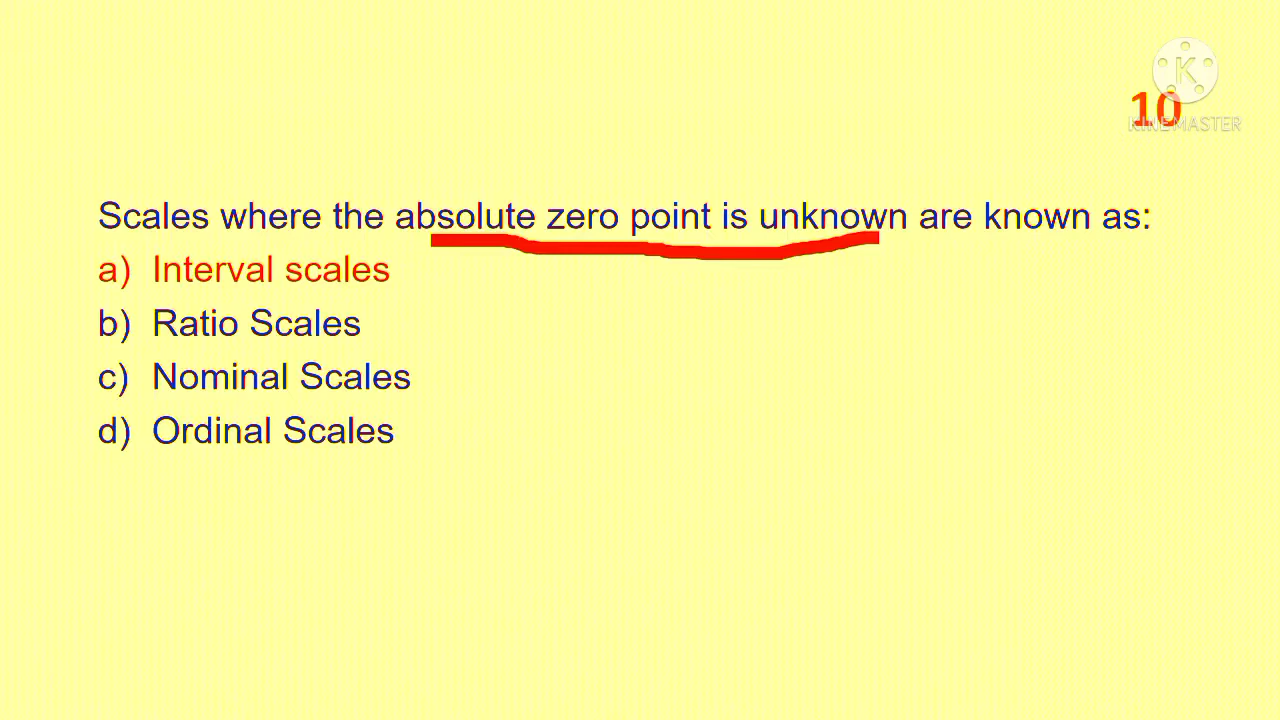 K
10
KINEMASTER
Scales where the absolute zero point is unknown are known as:
a) Interval scales
b) Ratio Scales
c) Nominal Scales
d) Ordinal Scales